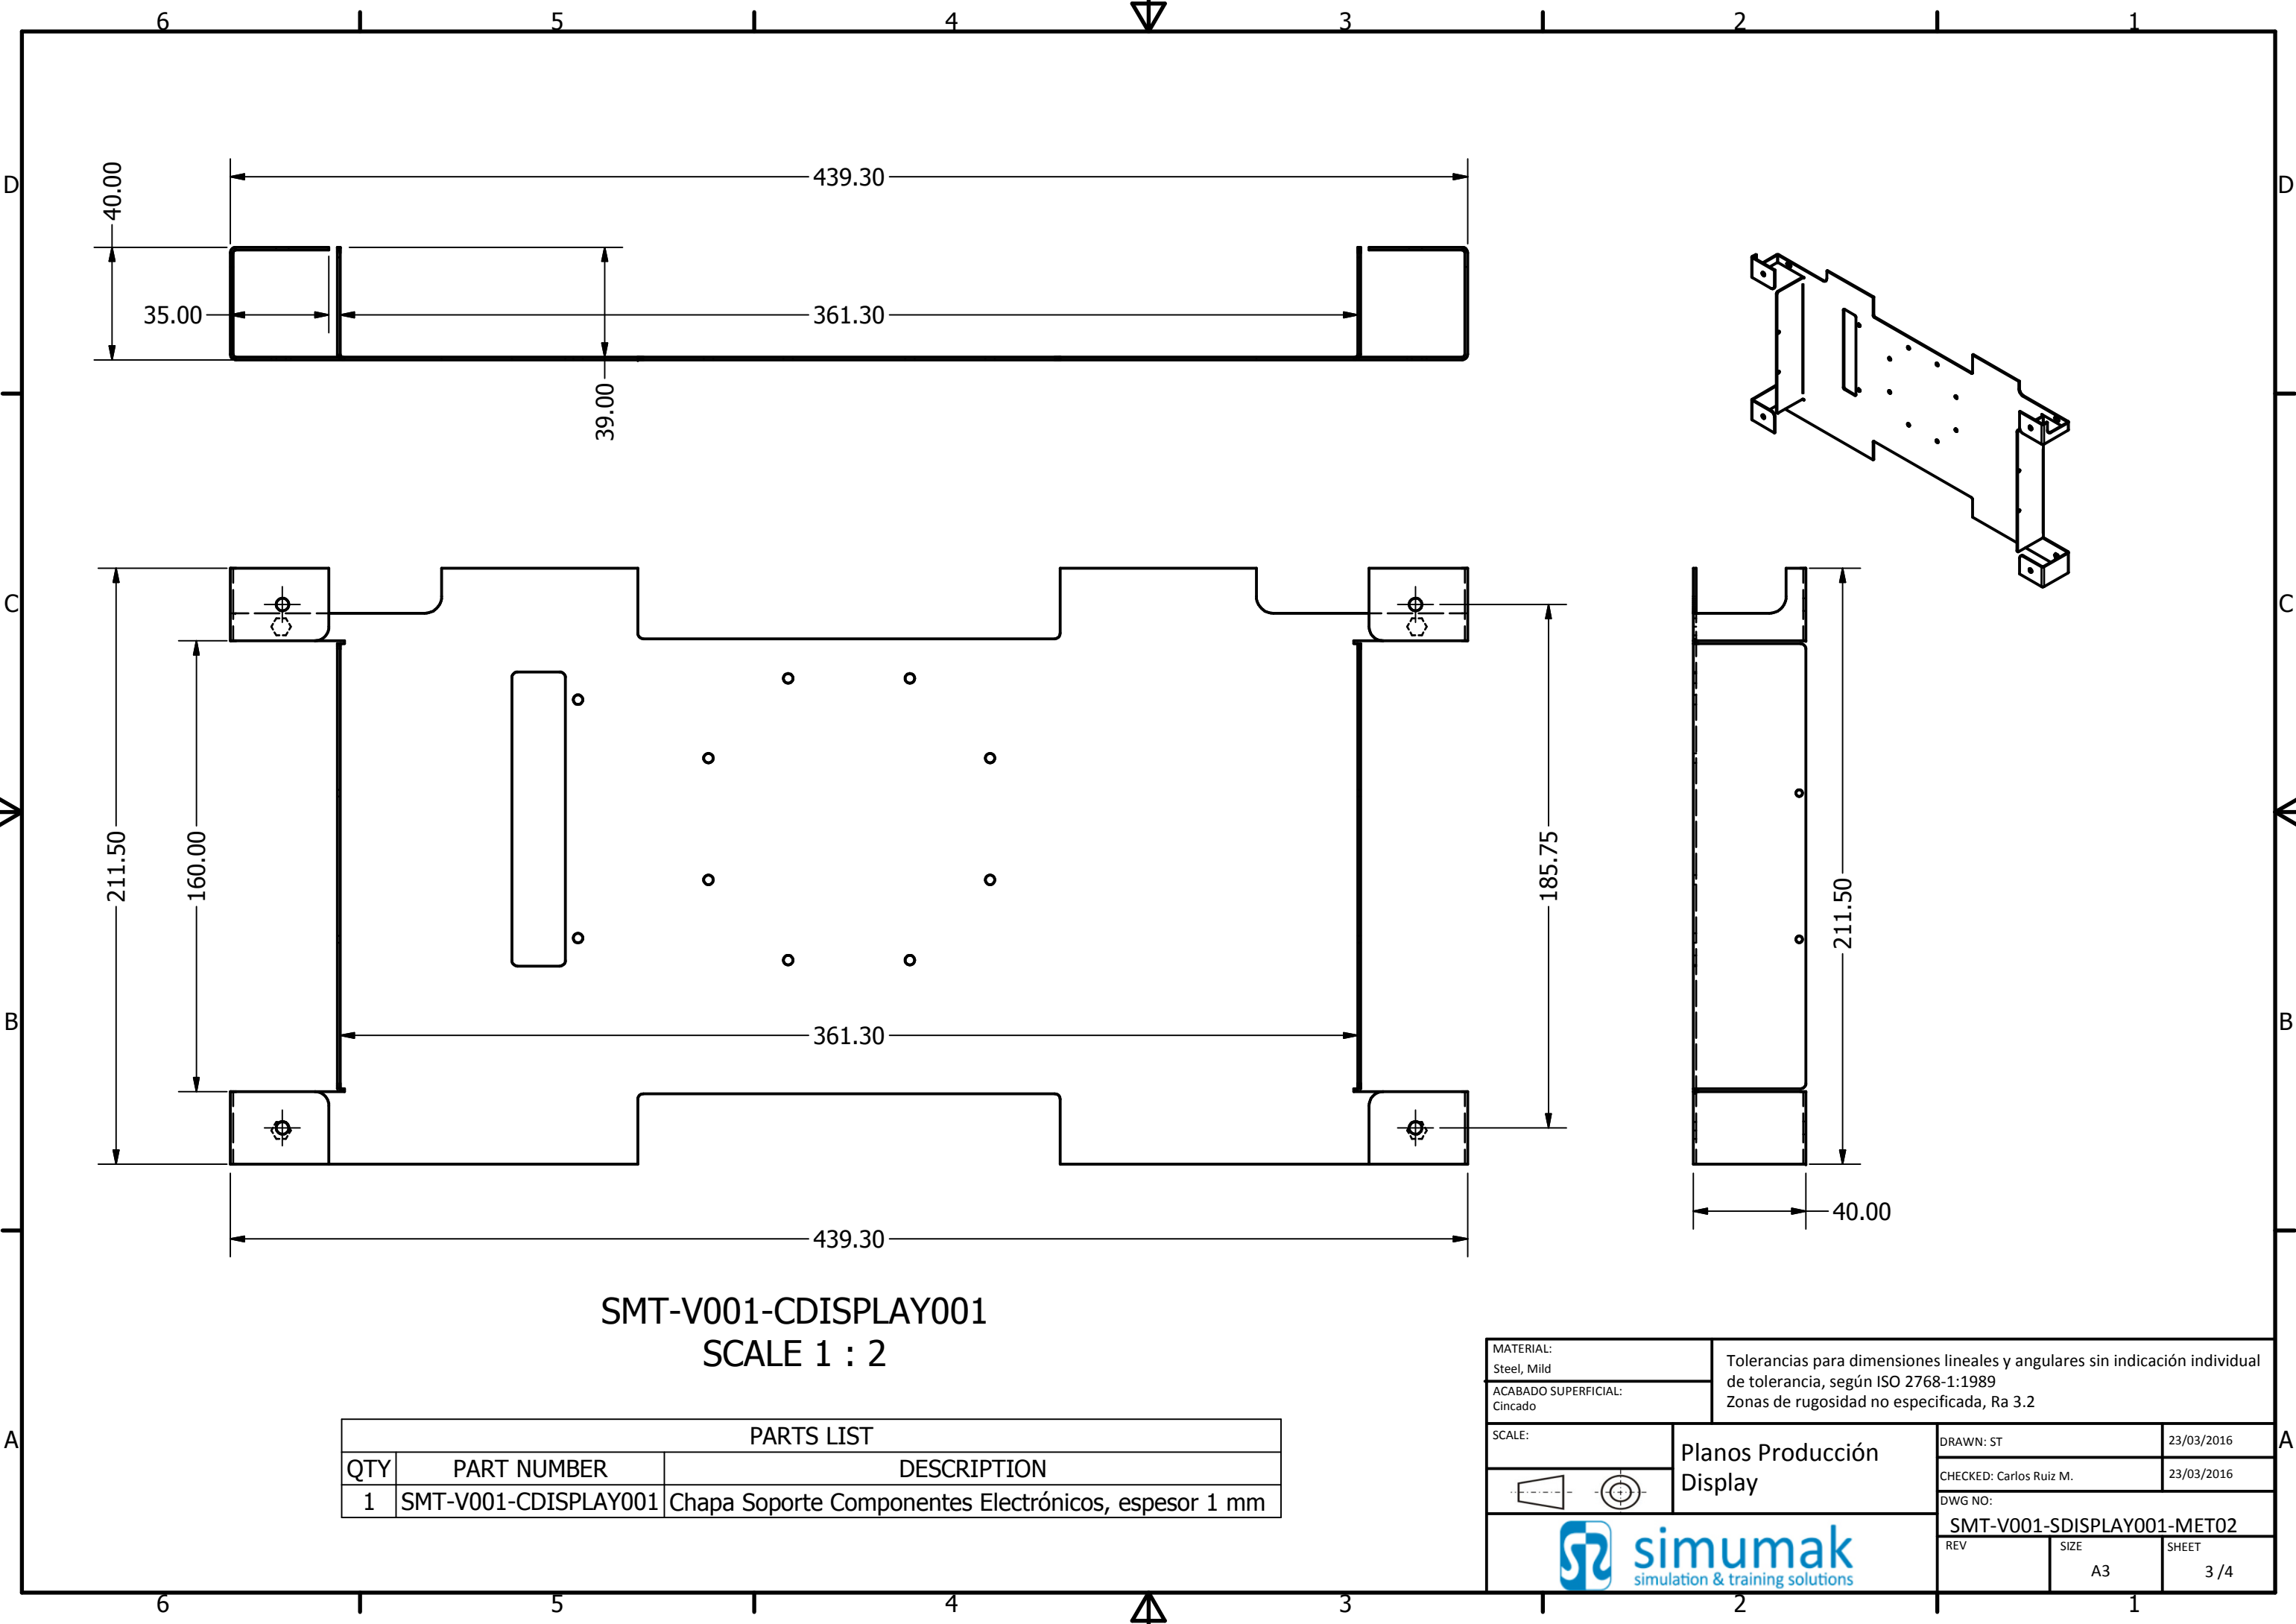 6 5 4 3 2 1
D D
C C
B B
A A
439.30
40.00
35.00
361.30
39.00
211.50
160.00
185.75
211.50
361.30
439.30
40.00
SMT-V001-CDISPLAY001
SCALE 1 : 2
PARTS LIST
QTY PART NUMBER DESCRIPTION
1 SMT-V001-CDISPLAY001 Chapa Soporte Componentes Electrónicos, espesor 1 mm
MATERIAL:
Steel, Mild
ACABADO SUPERFICIAL:
Cincado
Tolerancias para dimensiones lineales y angulares sin indicación individual
de tolerancia, según ISO 2768-1:1989
Zonas de rugosidad no especificada, Ra 3.2
SCALE:
Planos Producción
Display
DRAWN: ST 23/03/2016
CHECKED: Carlos Ruiz M. 23/03/2016
DWG NO:
SMT-V001-SDISPLAY001-MET02
REV SIZE SHEET
A3 3 /4
simumak
simulation & training solutions
6 5 4 3 2 1